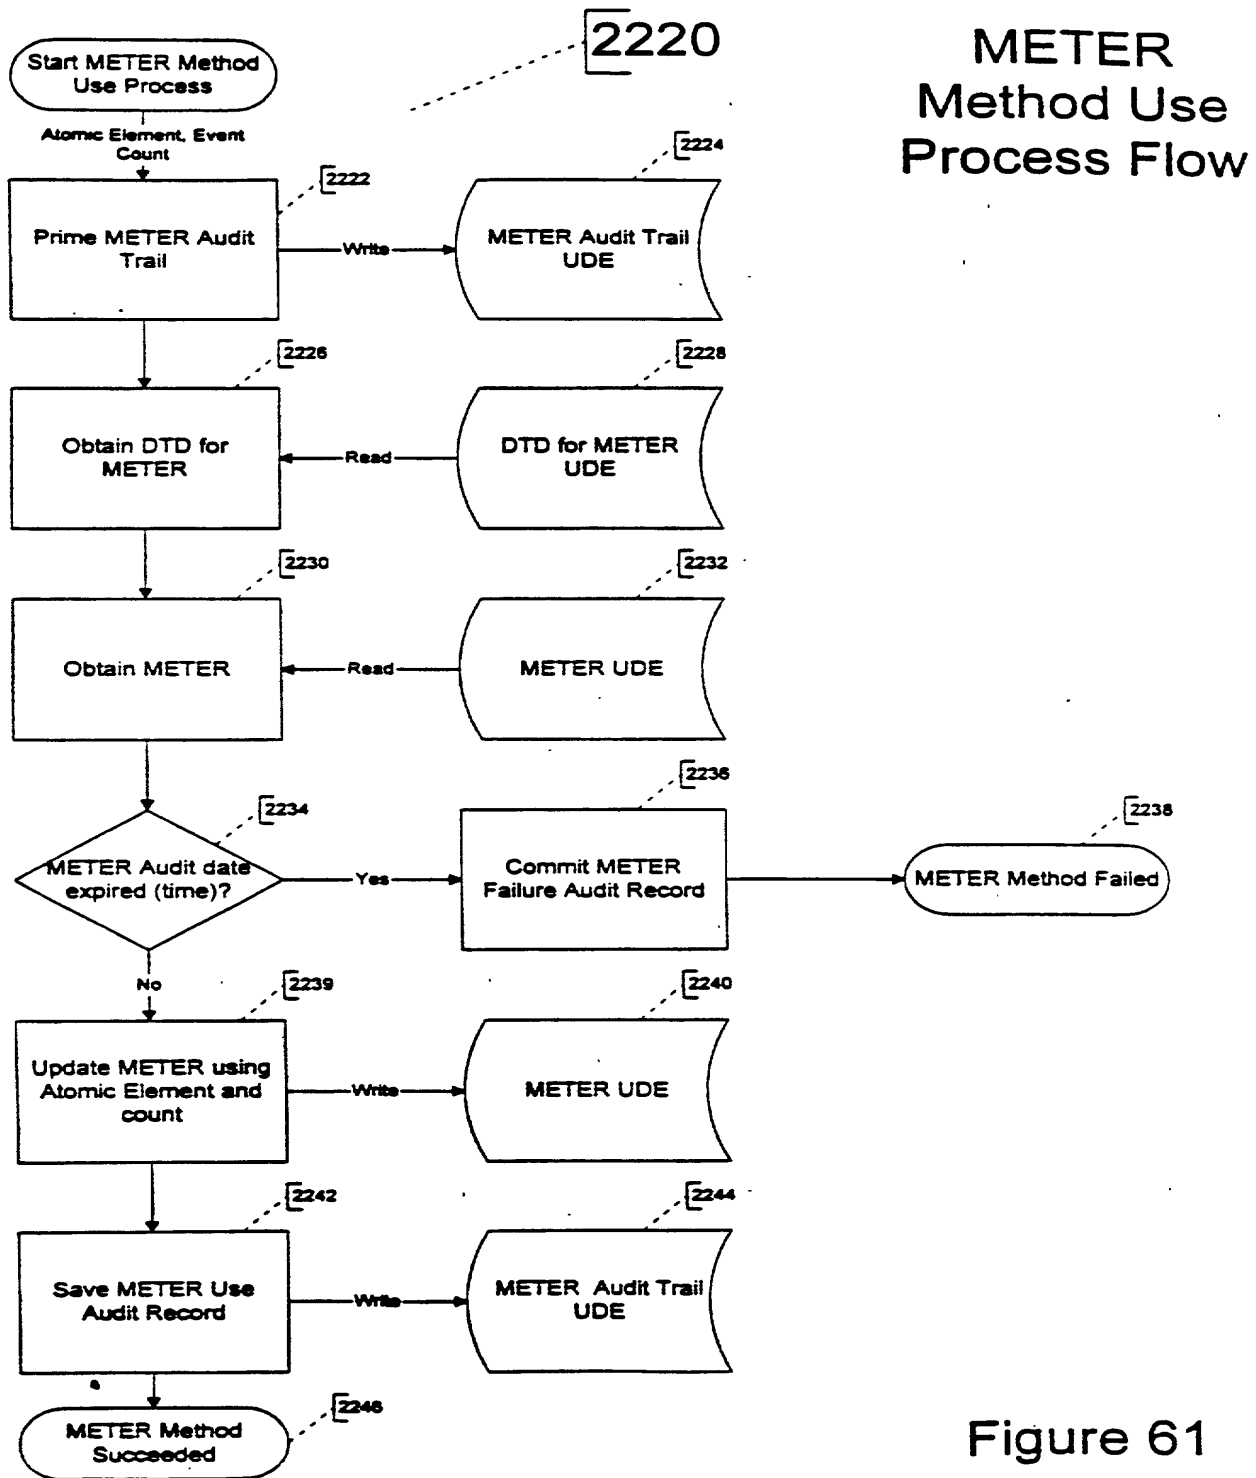 2220
METER
Method Use
Process Flow
Start METER Method
Use Process
Atomic Element, Event
Count
2222
2224
Prime METER Audit
Trail
Write
METER Audit Trail
UDE
2226
2228
Obtain DTD for
METER
Read
DTD for METER
UDE
2230
2232
Obtain METER
Read
METER UDE
2234
2236
2238
METER Audit date
expired (time)?
Yes
Commit METER
Failure Audit Record
METER Method Failed
No
2239
2240
Update METER using
Atomic Element and
count
Write
METER UDE
2242
2244
Save METER Use
Audit Record
Write
METER Audit Trail
UDE
2246
METER Method
Succeeded
Figure 61